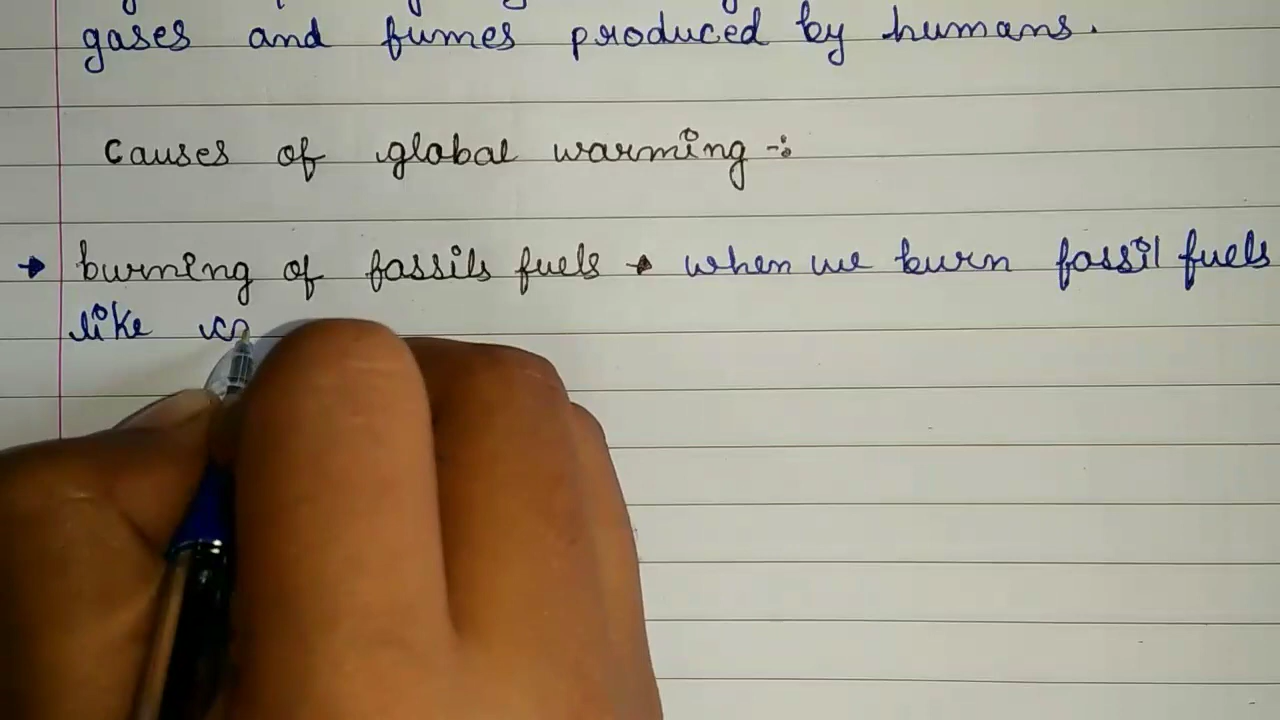 gases and fumes produced by humans.
Causes of global warming -:
→ burning of fossils fuels → when we burn fossil fuels
like